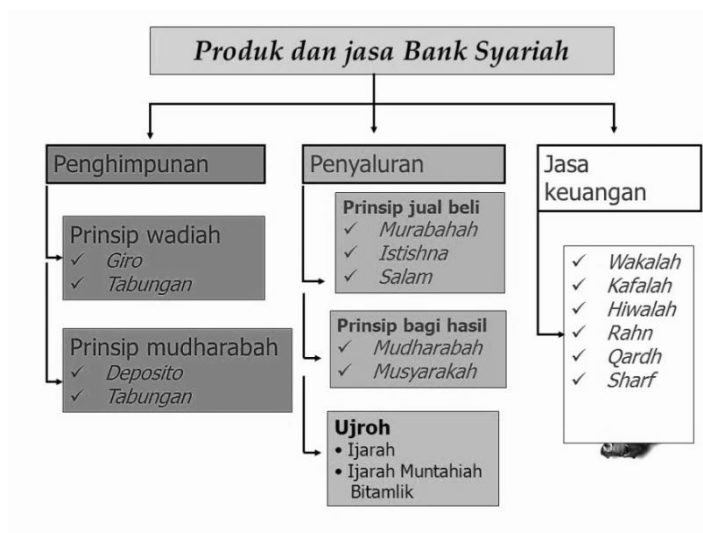 Produk dan jasa Bank Syariah
Penghimpunan
Prinsip wadiah
✓ Giro
✓ Tabungan
Prinsip mudharabah
✓ Deposito
✓ Tabungan
Penyaluran
Prinsip jual beli
✓ Murabahah
✓ Istishna
✓ Salam
Prinsip bagi hasil
✓ Mudharabah
✓ Musyarakah
Ujroh
• Ijarah
• Ijarah Muntahiah
Bitamlik
Jasa
keuangan
✓ Wakalah
✓ Kafalah
✓ Hiwalah
✓ Rahn
✓ Qardh
✓ Sharf